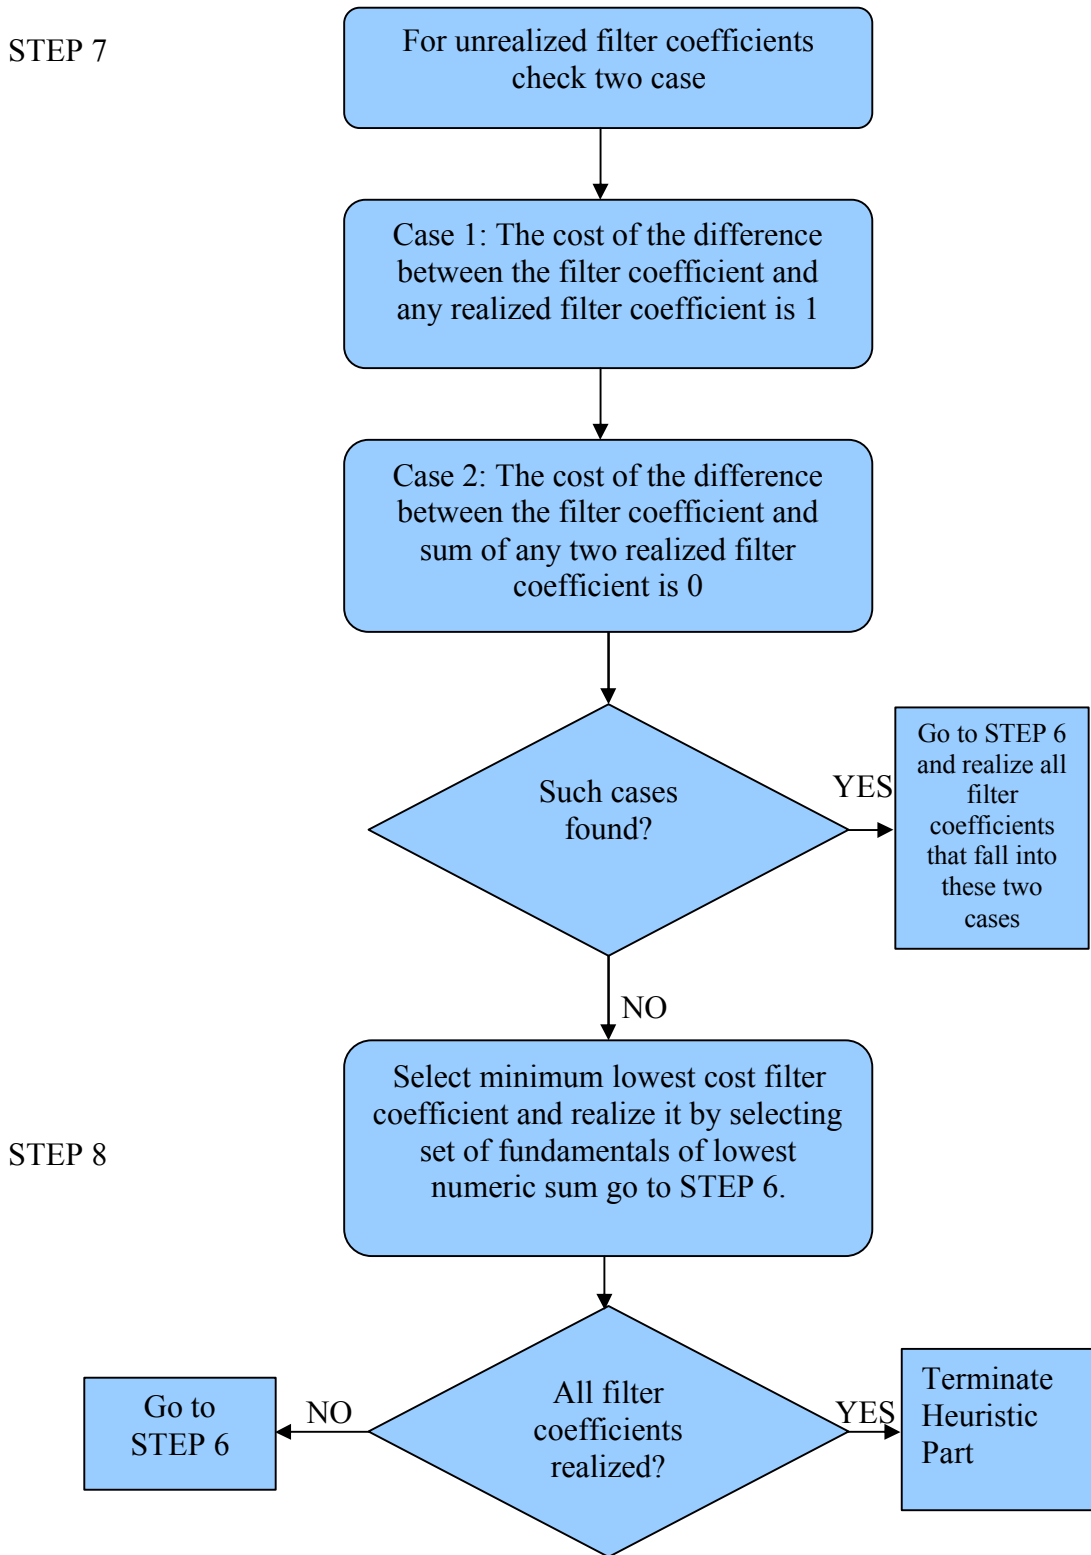 STEP 7
For unrealized filter coefficients
check two case
Case 1: The cost of the difference
between the filter coefficient and
any realized filter coefficient is 1
Case 2: The cost of the difference
between the filter coefficient and
sum of any two realized filter
coefficient is 0
Such cases
found?
YES
Go to STEP 6
and realize all
filter
coefficients
that fall into
these two
cases
NO
STEP 8
Select minimum lowest cost filter
coefficient and realize it by selecting
set of fundamentals of lowest
numeric sum go to STEP 6.
All filter
coefficients
realized?
NO
Go to
STEP 6
YES
Terminate
Heuristic
Part